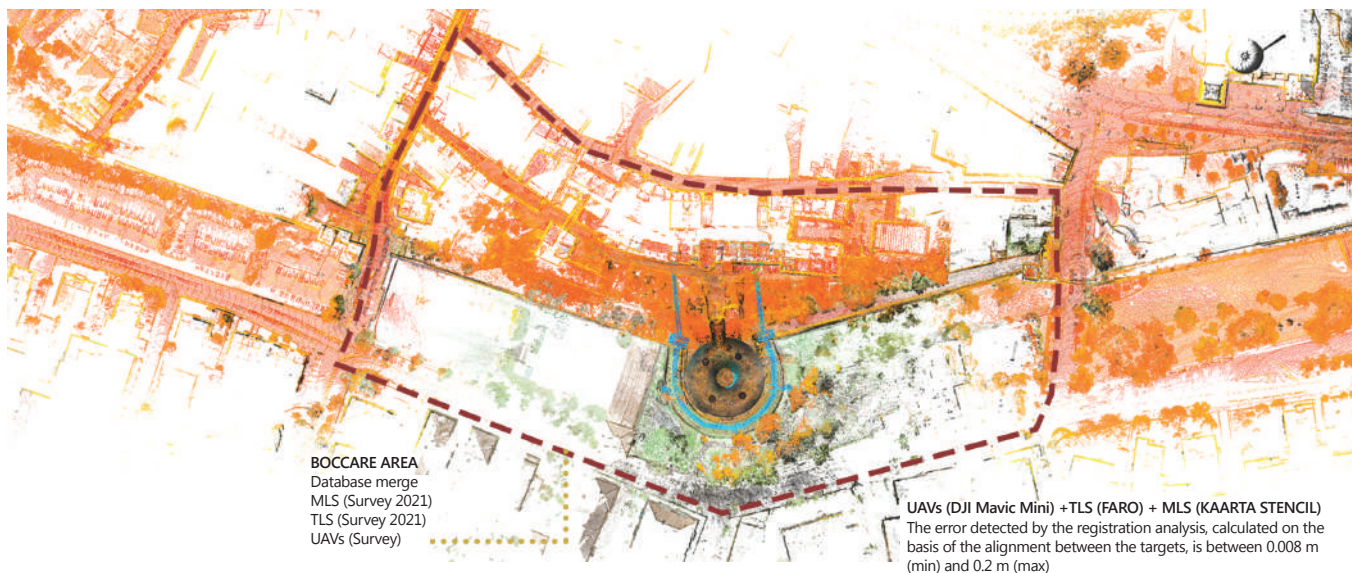 BOCCARE AREA
Database merge
MLS (Survey 2021)
TLS (Survey 2021)
UAVs (Survey)
UAVs (DJI Mavic Mini) +TLS (FARO) + MLS (KAARTA STENCIL)
The error detected by the registration analysis, calculated on the
basis of the alignment between the targets, is between 0.008 m
(min) and 0.2 m (max)